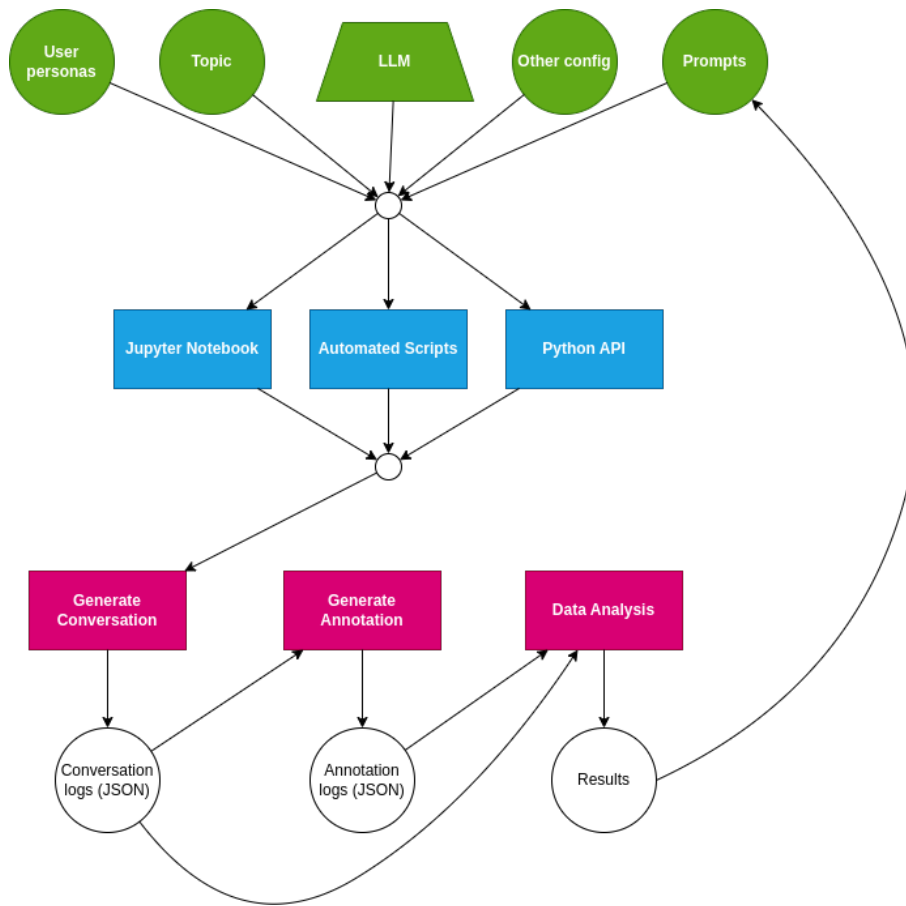 User
personas
Topic
LLM
Other config
Prompts
Jupyter Notebook
Automated Scripts
Python API
Generate
Conversation
Generate
Annotation
Data Analysis
Conversation
logs (JSON)
Annotation
logs (JSON)
Results